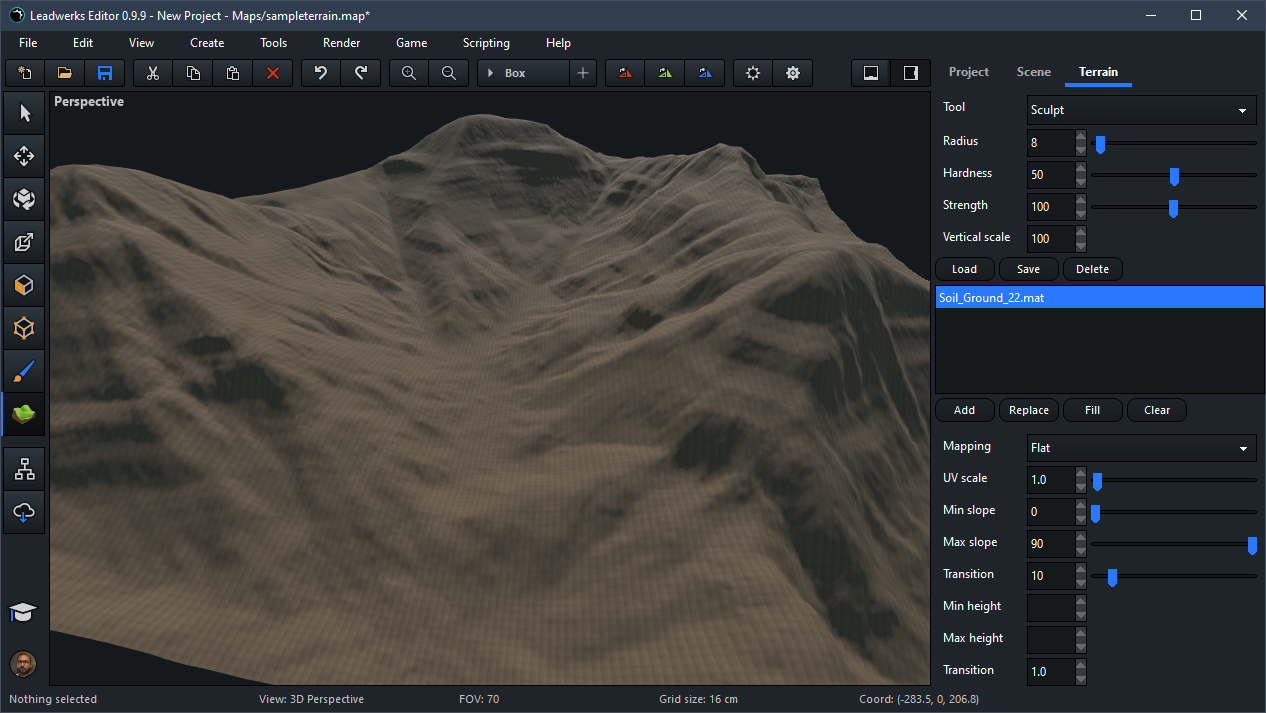 Leadwerks Editor 0.9.9 - New Project - Maps/sampleterrain.map*
File Edit View Create Tools Render Game Scripting Help
Box
Project Scene Terrain
Perspective
Tool Sculpt
Radius 8
Hardness 50
Strength 100
Vertical scale 100
Load Save Delete
Soil_Ground_22.mat
Add Replace Fill Clear
Mapping Flat
UV scale 1.0
Min slope 0
Max slope 90
Transition 10
Min height
Max height
Transition 1.0
Nothing selected View: 3D Perspective FOV: 70 Grid size: 16 cm Coord: (-283.5, 0, 206.8)